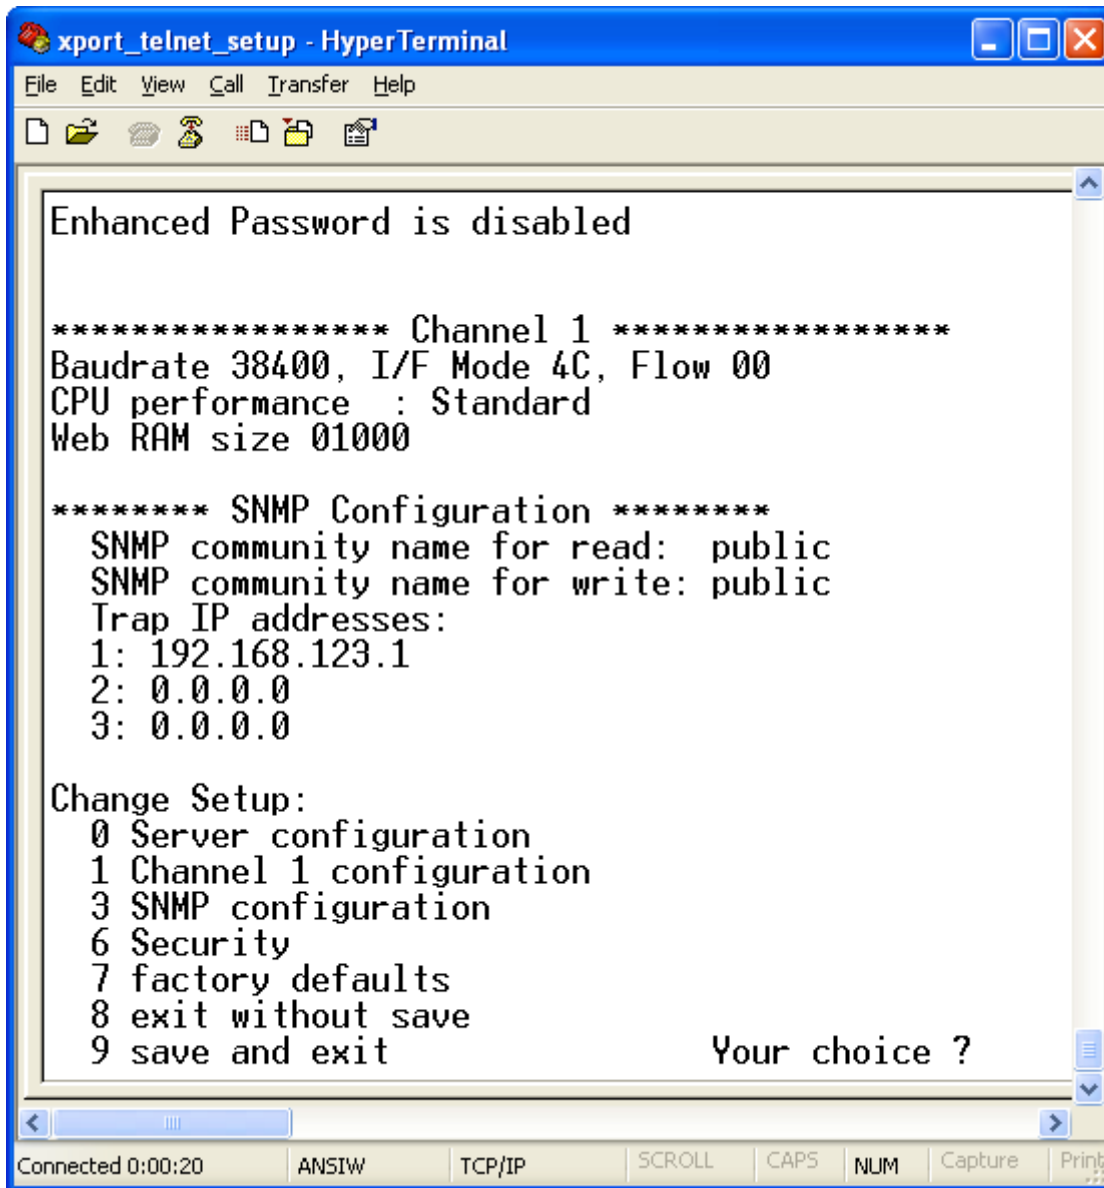 xport_telnet_setup - HyperTerminal
File Edit View Call Transfer Help
Enhanced Password is disabled
***************** Channel 1 *****************
Baudrate 38400, I/F Mode 4C, Flow 00
CPU performance  : Standard
Web RAM size 01000
******** SNMP Configuration ********
SNMP community name for read:  public
SNMP community name for write: public
Trap IP addresses:
1: 192.168.123.1
2: 0.0.0.0
3: 0.0.0.0
Change Setup:
0 Server configuration
1 Channel 1 configuration
3 SNMP configuration
6 Security
7 factory defaults
8 exit without save
9 save and exit                Your choice ?
Connected 0:00:20 ANSIW TCP/IP SCROLL CAPS NUM Capture Print